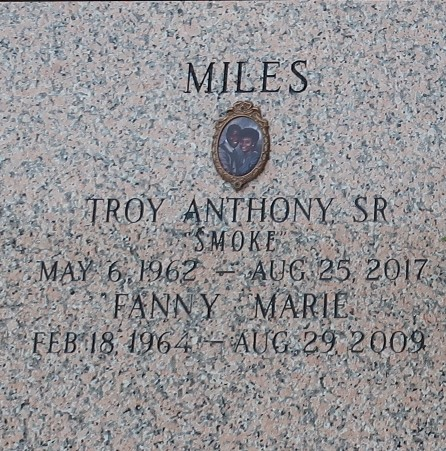 MILES
TROY ANTHONY SR
"SMOKE"
MAY 6, 1962 – AUG. 25, 2017
FANNY MARIE
FEB. 18, 1964 – AUG. 29, 2009